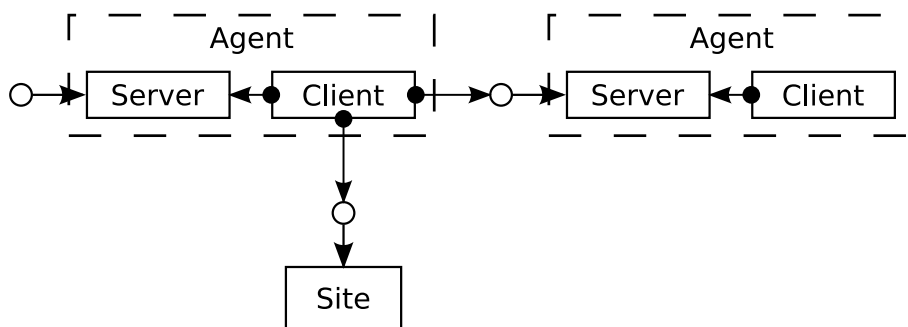 Agent
Agent
Server
Client
Server
Client
Site